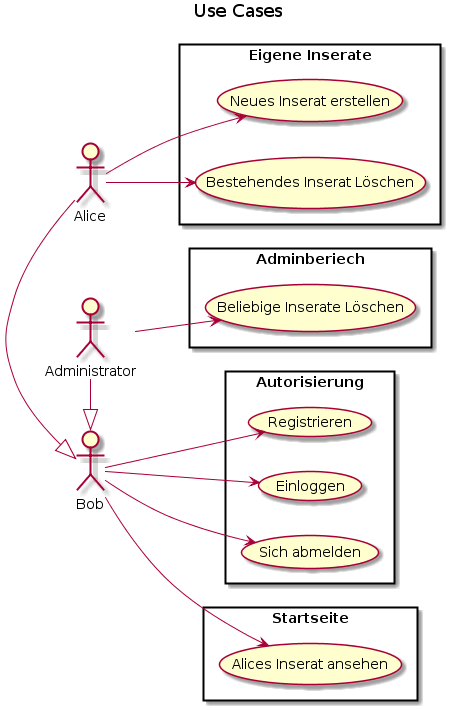 Use Cases
Eigene Inserate
Neues Inserat erstellen
Bestehendes Inserat Löschen
Alice
Adminberiech
Beliebige Inserate Löschen
Administrator
Autorisierung
Registrieren
Einloggen
Bob
Sich abmelden
Startseite
Alices Inserat ansehen